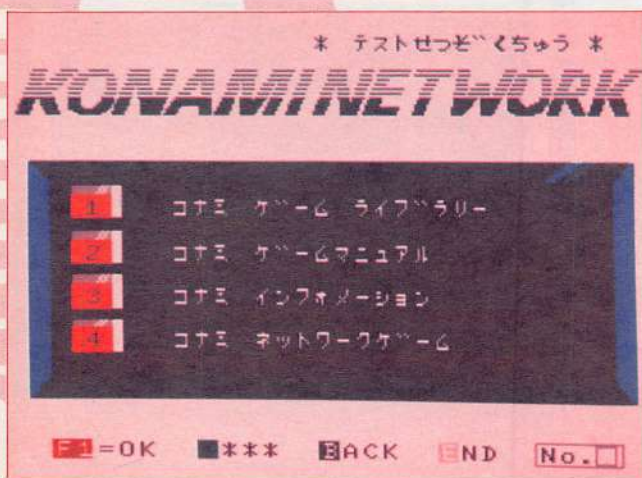 * テストせつぞくちゅう *
KONAMI NETWORK
1 コナミ ゲーム ライブラリー
2 コナミ ゲームマニュアル
3 コナミ インフォメーション
4 コナミ ネットワークゲーム
F1=OK ■*** BACK END No.□